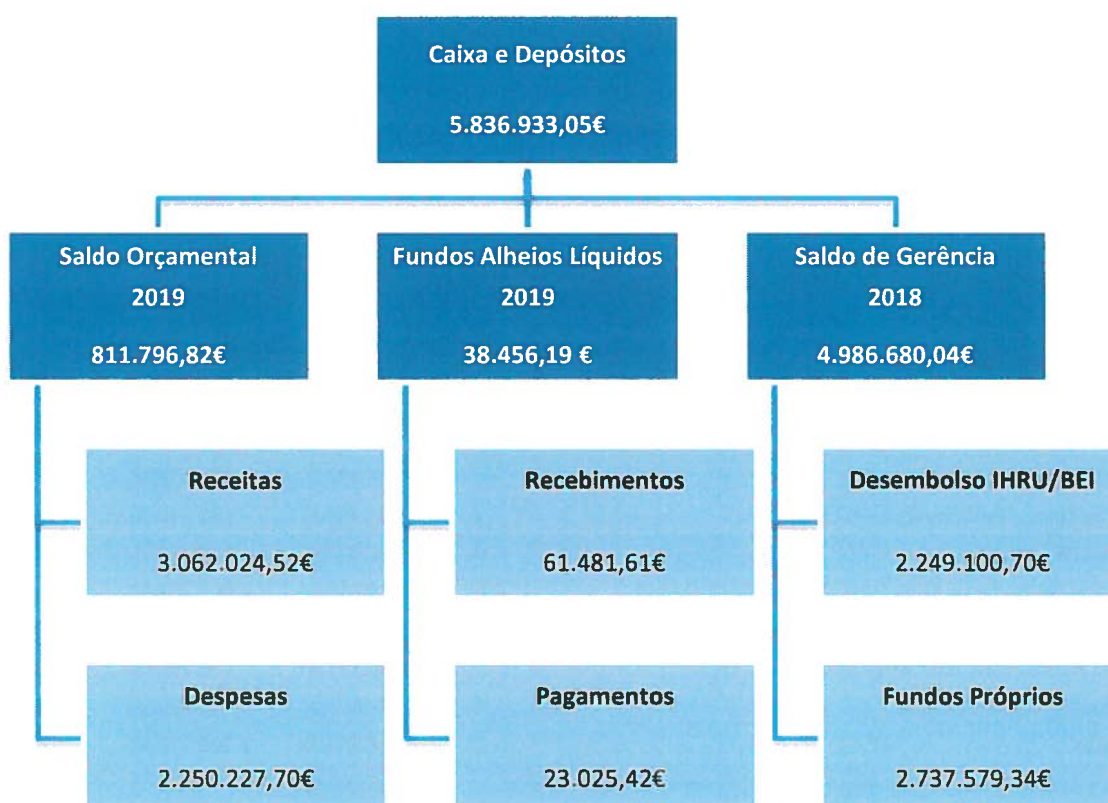 Caixa e Depósitos
5.836.933,05€
Saldo Orçamental
2019
811.796,82€
Fundos Alheios Líquidos
2019
38.456,19 €
Saldo de Gerência
2018
4.986.680,04€
Receitas
3.062.024,52€
Recebimentos
61.481,61€
Desembolso IHRU/BEI
2.249.100,70€
Despesas
2.250.227,70€
Pagamentos
23.025,42€
Fundos Próprios
2.737.579,34€